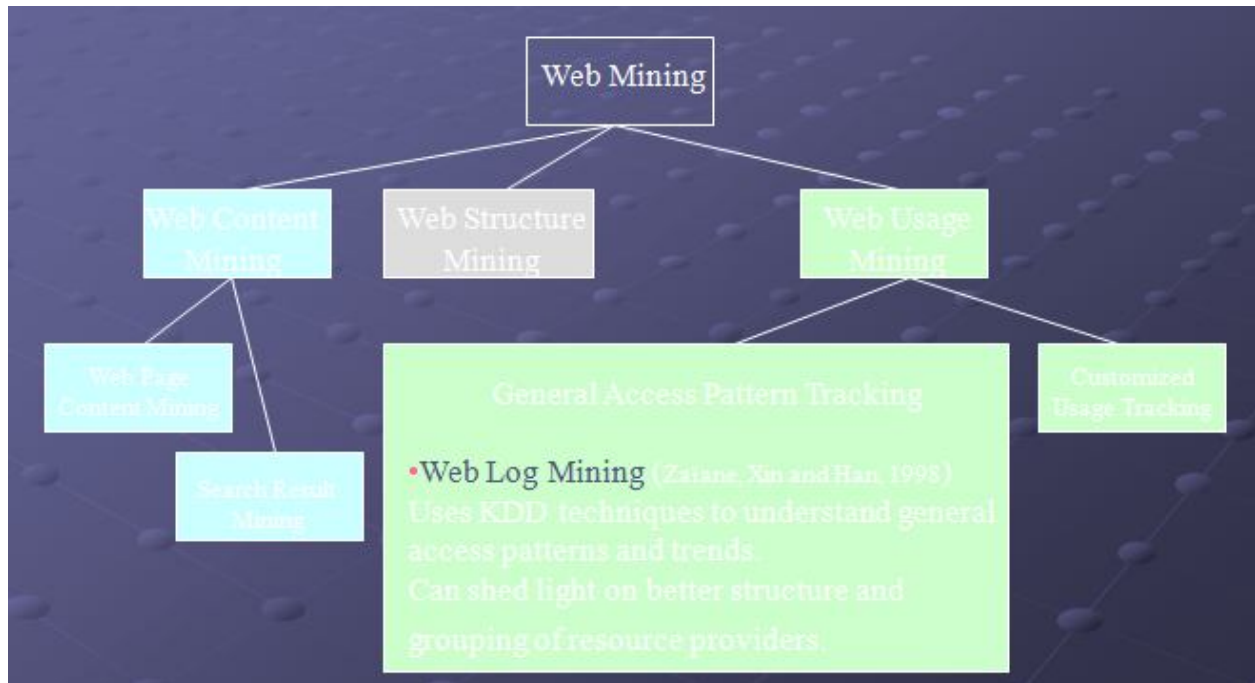 Web Mining
Web Content
Mining
Web Structure
Mining
Web Usage
Mining
Web Page
Content Mining
Search Result
Mining
General Access Pattern Tracking
•Web Log Mining (Zaiane, Xin and Han, 1998)
Uses KDD techniques to understand general
access patterns and trends.
Can shed light on better structure and
grouping of resource providers.
Customized
Usage Tracking